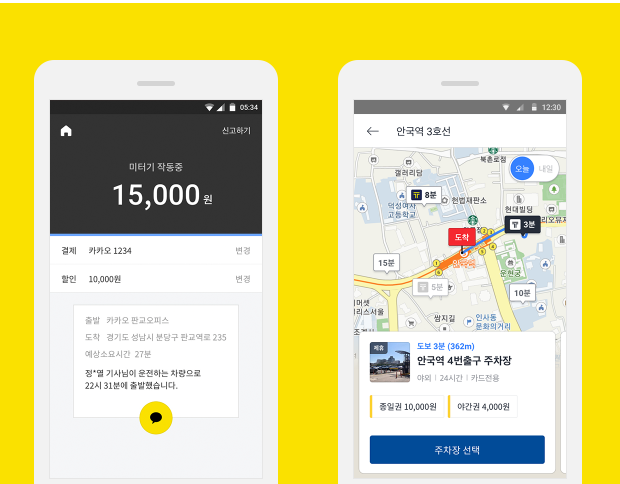 05:34
신고하기
미터기 작동중
15,000 원
결제 카카오 1234 변경
할인 10,000원 변경
출발 카카오 판교오피스
도착 경기도 성남시 분당구 판교역로 235
예상소요시간 27분
정*열 기사님이 운전하는 차량으로
22시 31분에 출발했습니다.
12:30
안국역 3호선
북촌로점
오늘 내일
갤러리담
8분
헌법재판소
덕성여자
고등학교
현대빌딩
3분
도착
안국역
15분
운현궁
5분
10분
쌈지길
인사동
문화의거리
제휴
도보 3분 (362m)
안국역 4번출구 주차장
야외 | 24시간 | 카드전용
종일권 10,000원
야간권 4,000원
주차장 선택